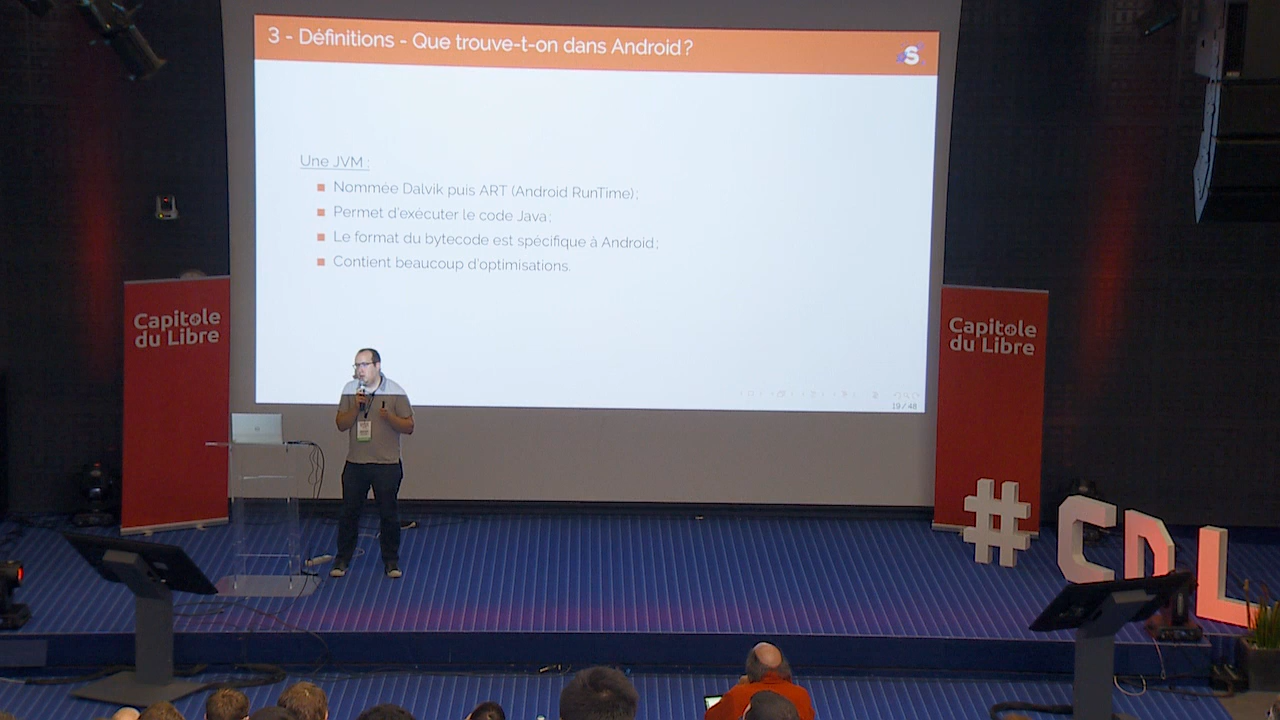 3 - Définitions - Que trouve-t-on dans Android ?
S
Une JVM :
Nommée Dalvik puis ART (Android RunTime) ;
Permet d'exécuter le code Java ;
Le format du bytecode est spécifique à Android ;
Contient beaucoup d'optimisations.
19 / 48
Capitole
du Libre
Capitole
du Libre
#CDL